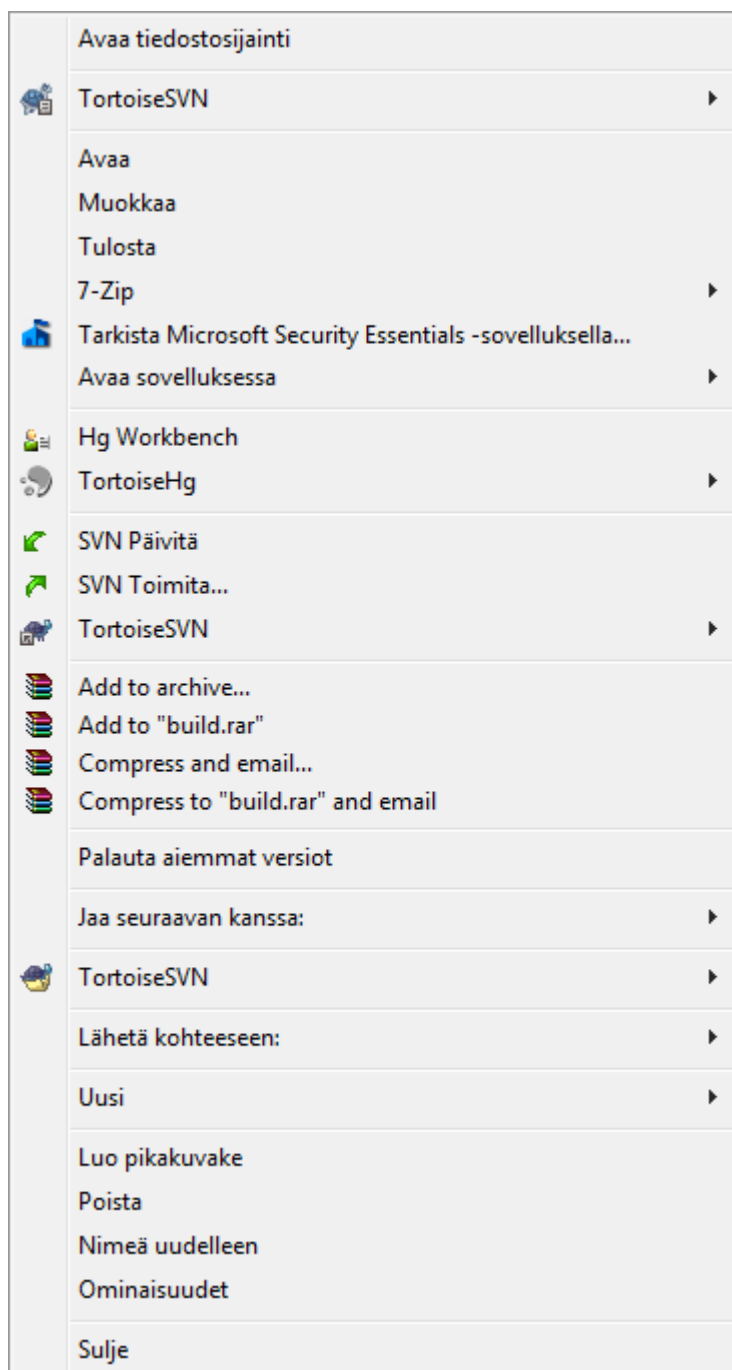 Avaa tiedostosijainti
TortoiseSVN
Avaa
Muokkaa
Tulosta
7-Zip
Tarkista Microsoft Security Essentials -sovelluksella...
Avaa sovelluksessa
Hg Workbench
TortoiseHg
SVN Päivitä
SVN Toimita...
TortoiseSVN
Add to archive...
Add to "build.rar"
Compress and email...
Compress to "build.rar" and email
Palauta aiemmat versiot
Jaa seuraavan kanssa:
TortoiseSVN
Lähetä kohteeseen:
Uusi
Luo pikakuvake
Poista
Nimeä uudelleen
Ominaisuudet
Sulje